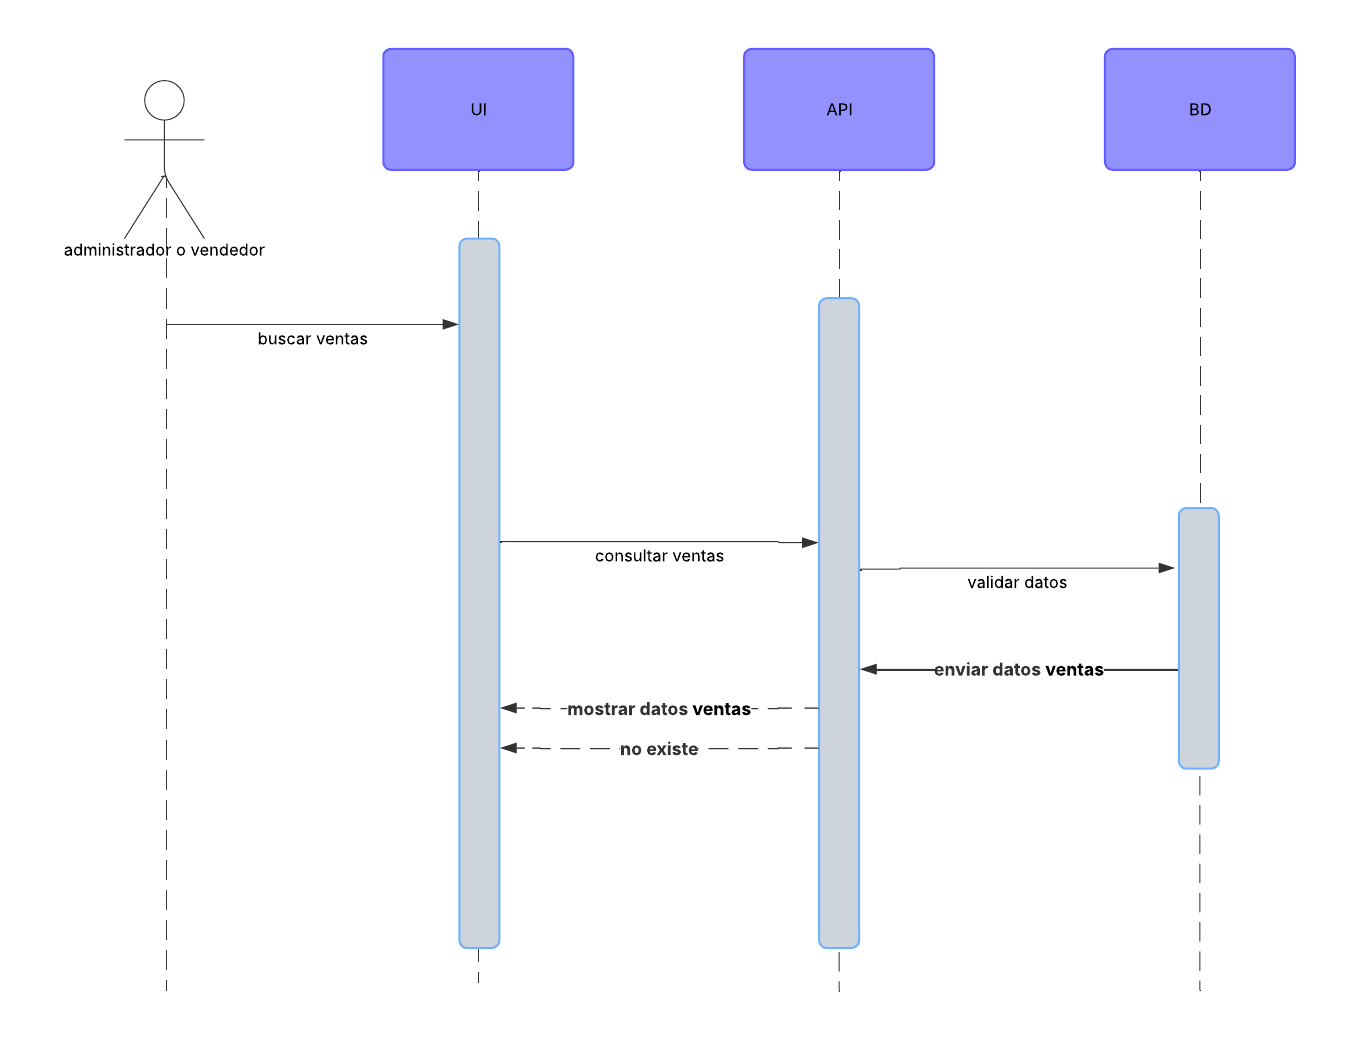 UI
API
BD
administrador o vendedor
buscar ventas
consultar ventas
validar datos
enviar datos ventas
mostrar datos ventas
no existe